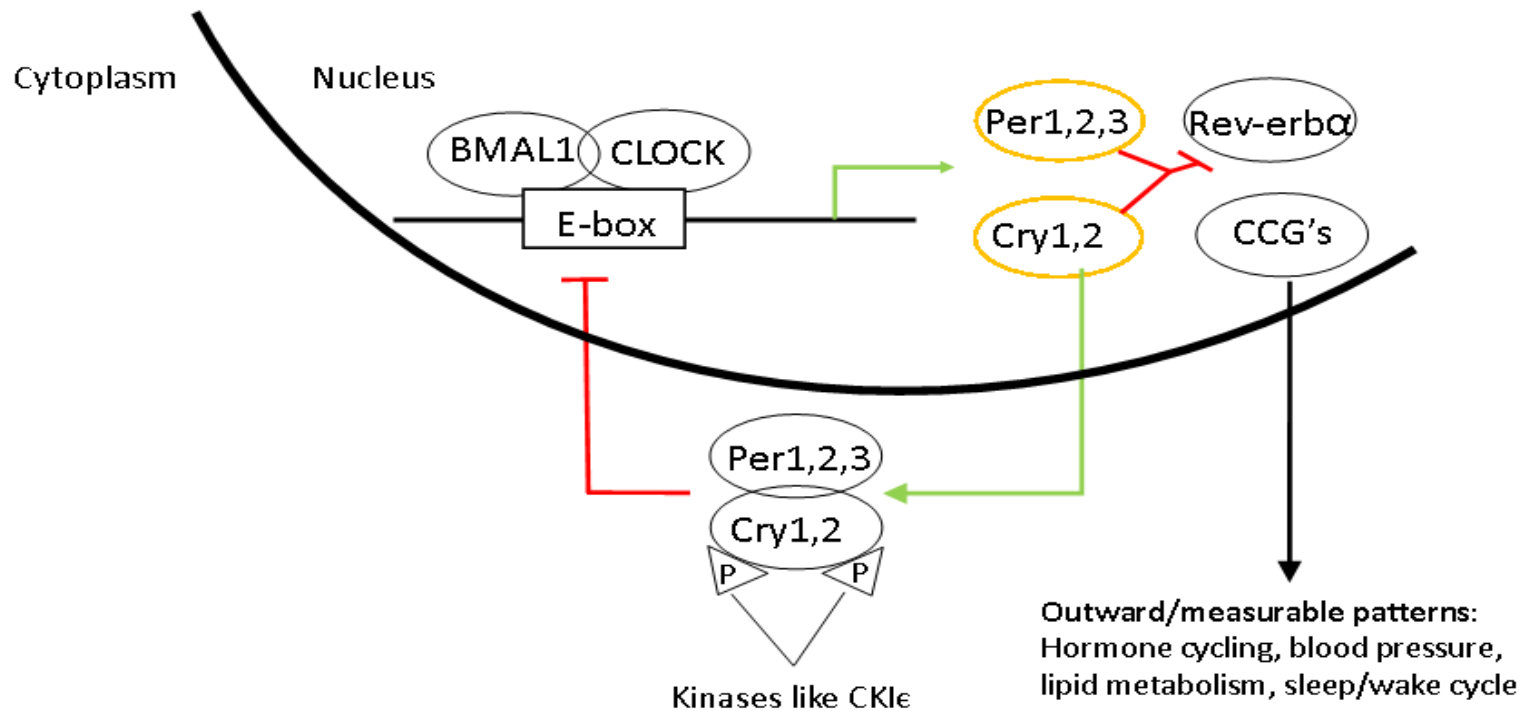 Cytoplasm
Nucleus
BMAL1
CLOCK
E-box
Per1,2,3
Rev-erbα
Cry1,2
CCG's
Per1,2,3
Cry1,2
P
P
Kinases like CKIϵ
Outward/measurable patterns:
Hormone cycling, blood pressure,
lipid metabolism, sleep/wake cycle